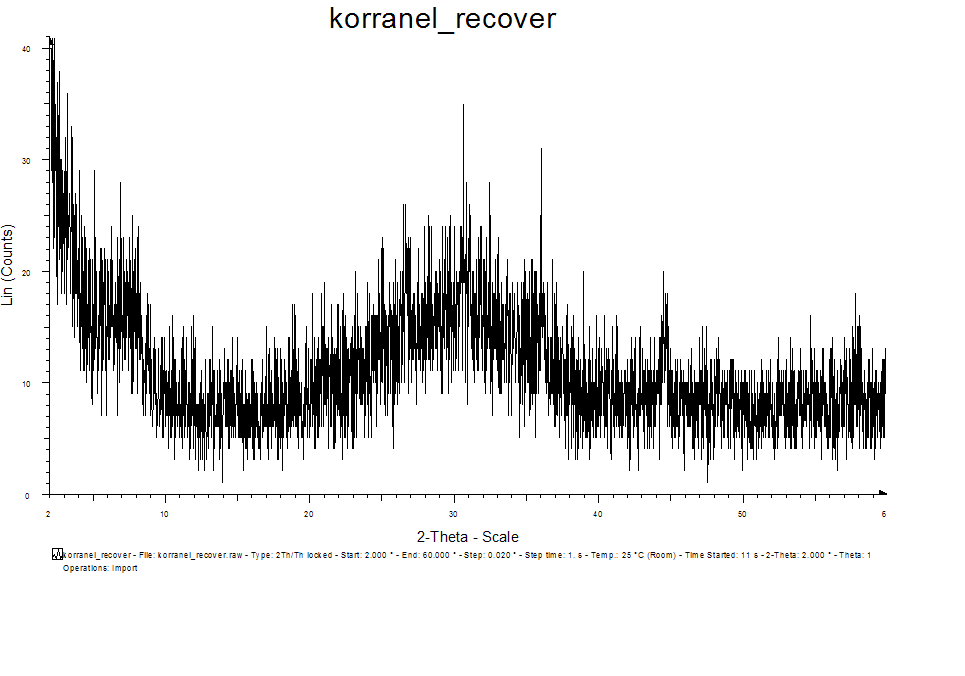 korranel_recover
Lin (Counts)
40
30
20
10
0
2
10
20
30
40
50
6
2-Theta - Scale
korranel_recover - File: korranel_recover.raw - Type: 2Th/Th locked - Start: 2.000 ° - End: 60.000 ° - Step: 0.020 ° - Step time: 1. s - Temp.: 25 °C (Room) - Time Started: 11 s - 2-Theta: 2.000 ° - Theta: 1
Operations: Import